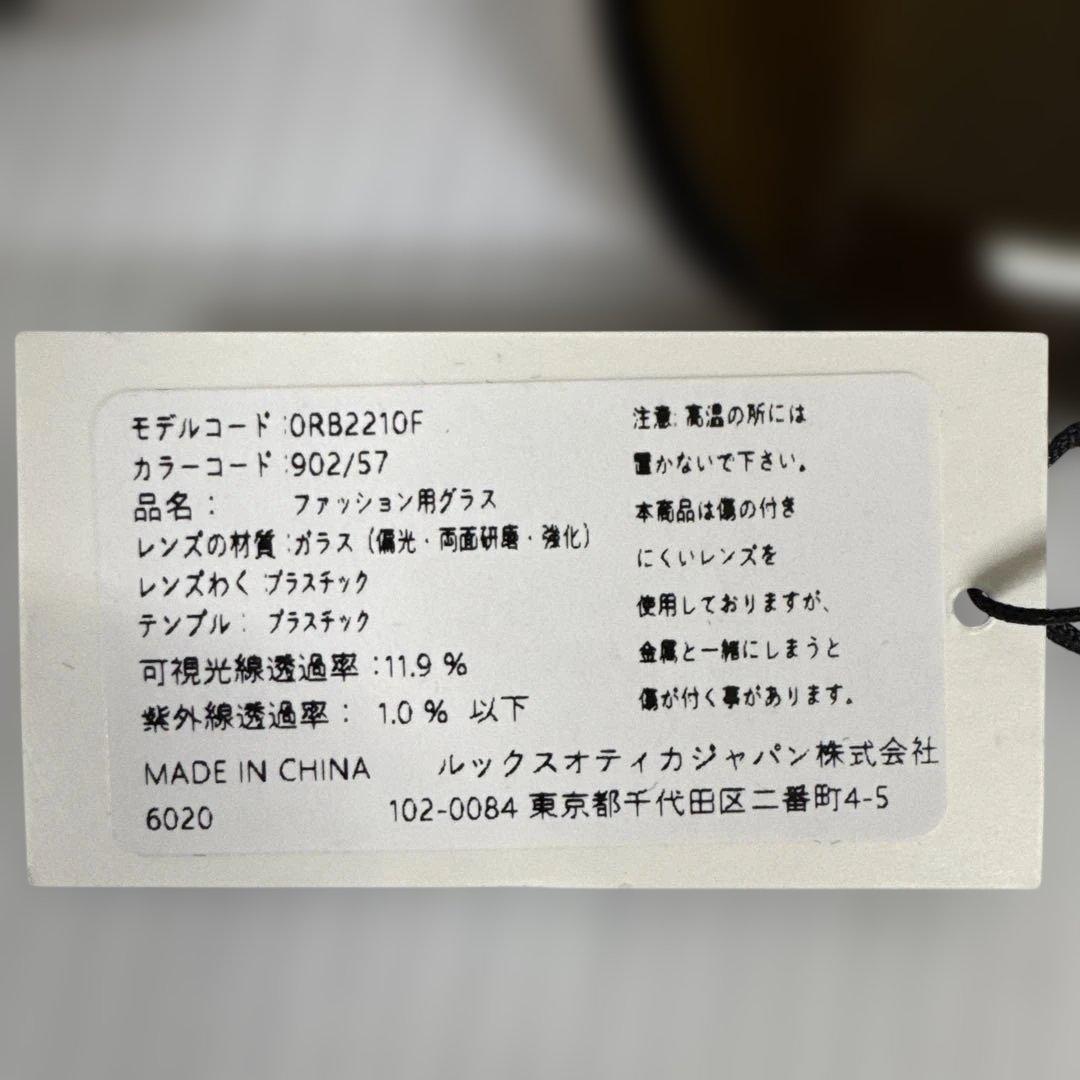 モデルコード:0RB2210F
カラーコード:902/57
品名: ファッション用グラス
レンズの材質:ガラス(偏光・両面研磨・強化)
レンズわく:プラスチック
テンプル: プラスチック
可視光線透過率:11.9 %
紫外線透過率: 1.0 % 以下
MADE IN CHINA
6020
注意:高温の所には
置かないで下さい。
本商品は傷の付き
にくいレンズを
使用しておりますが、
金属と一緒にしまうと
傷が付く事があります。
ルックスオティカジャパン株式会社
102-0084 東京都千代田区二番町4-5